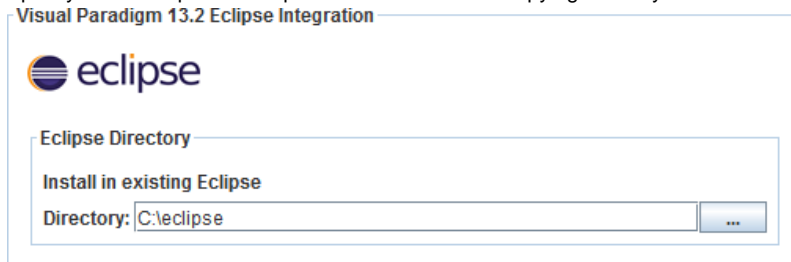 Visual Paradigm 13.2 Eclipse Integration
eclipse
Eclipse Directory
Install in existing Eclipse
Directory: C:\eclipse ...